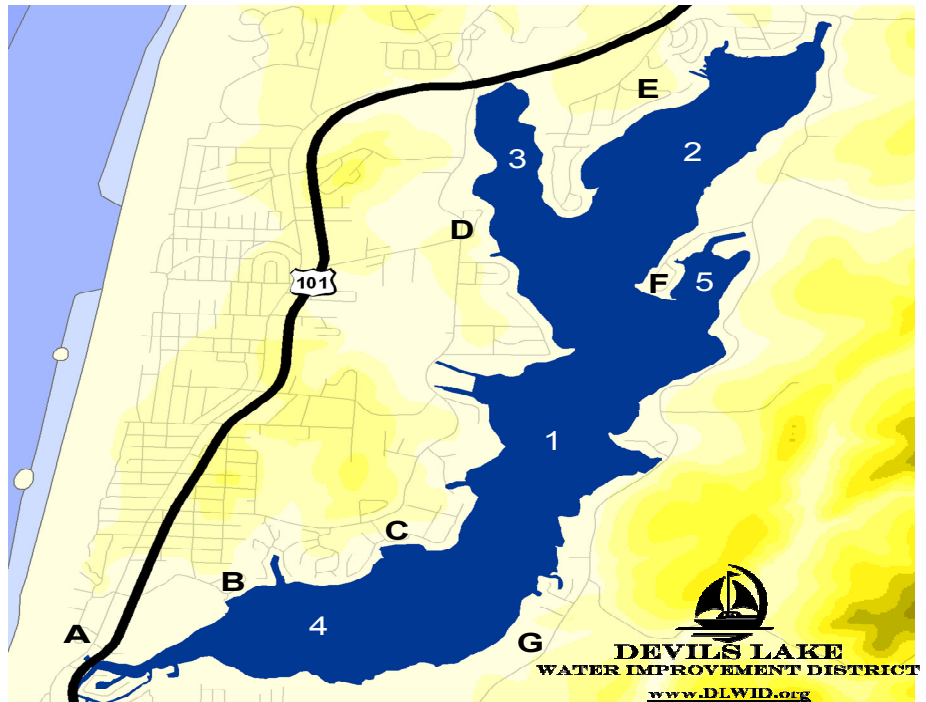 E
2
3
D
F
5
101
1
C
B
4
A
G
DEVILS LAKE
WATER IMPROVEMENT DISTRICT
www.DLWID.org